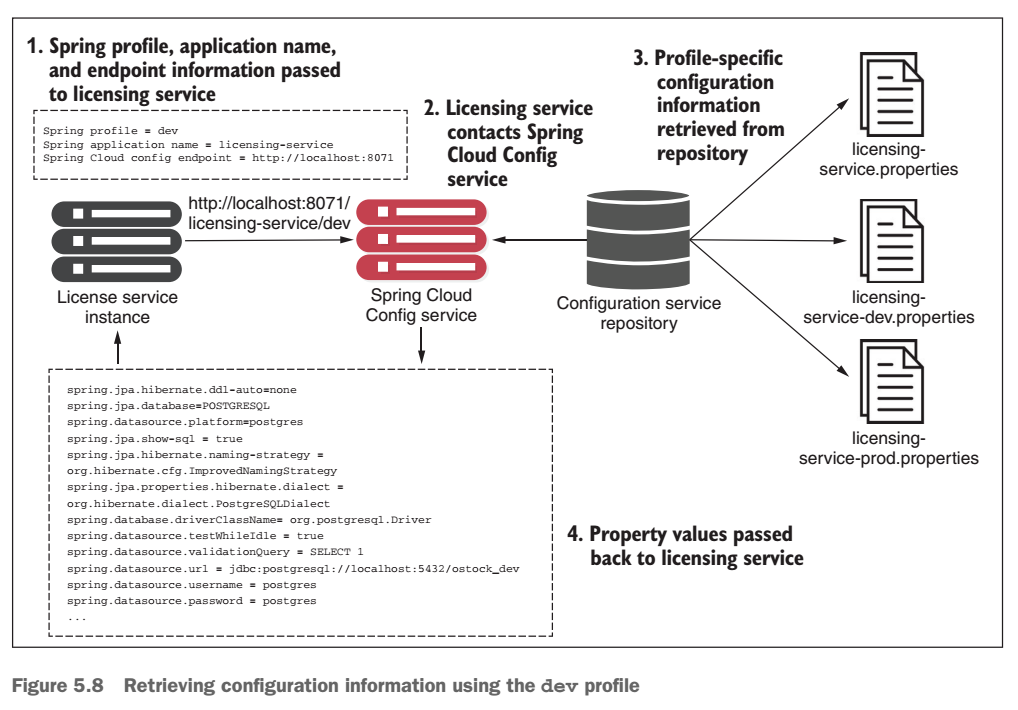 1. Spring profile, application name,
and endpoint information passed
to licensing service
Spring profile = dev
Spring application name = licensing-service
Spring Cloud config endpoint = http://localhost:8071
2. Licensing service
contacts Spring
Cloud Config
service
3. Profile-specific
configuration
information
retrieved from
repository
licensing-
service.properties
http://localhost:8071/
licensing-service/dev
License service
instance
Spring Cloud
Config service
Configuration service
repository
licensing-
service-dev.properties
licensing-
service-prod.properties
spring.jpa.hibernate.ddl-auto=none
spring.jpa.database=POSTGRESQL
spring.datasource.platform=postgres
spring.jpa.show-sql = true
spring.jpa.hibernate.naming-strategy =
org.hibernate.cfg.ImprovedNamingStrategy
spring.jpa.properties.hibernate.dialect =
org.hibernate.dialect.PostgreSQLDialect
spring.database.driverClassName= org.postgresql.Driver
spring.datasource.testWhileIdle = true
spring.datasource.validationQuery = SELECT 1
spring.datasource.url = jdbc:postgresql://localhost:5432/ostock_dev
spring.datasource.username = postgres
spring.datasource.password = postgres
...
4. Property values passed
back to licensing service
Figure 5.8 Retrieving configuration information using the dev profile